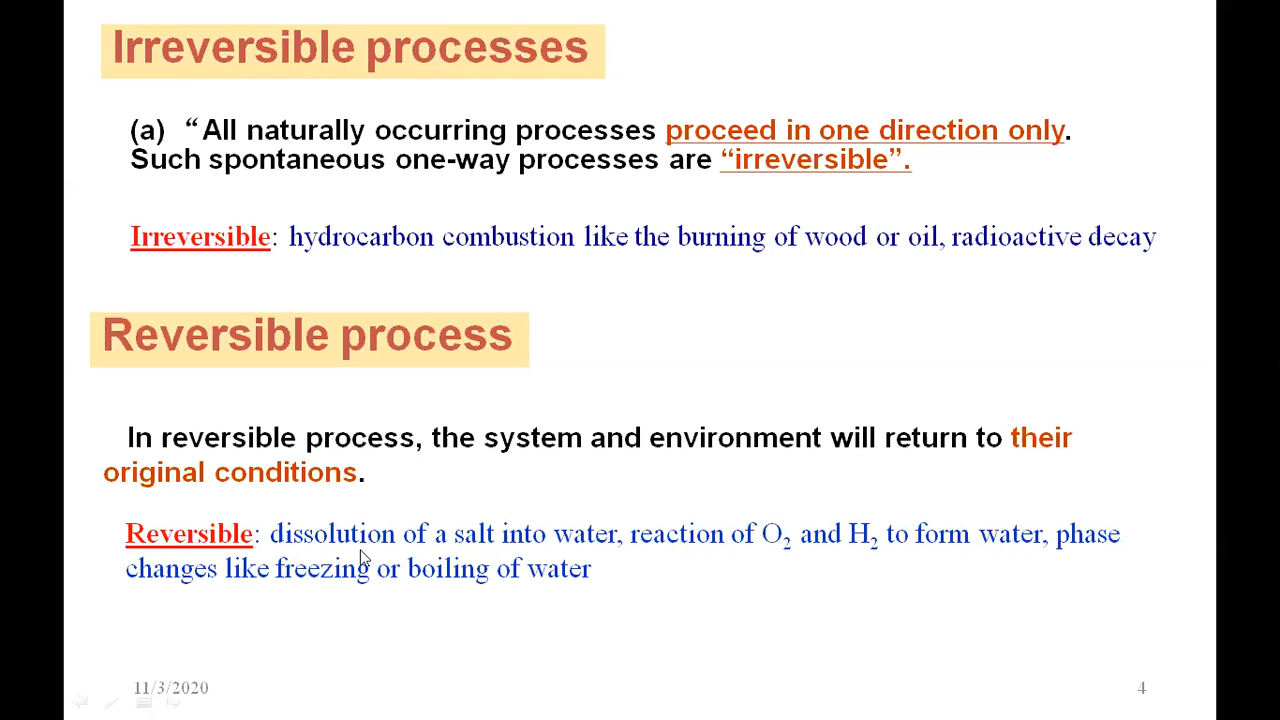 Irreversible processes
(a) “All naturally occurring processes proceed in one direction only.
Such spontaneous one-way processes are “irreversible”.
Irreversible: hydrocarbon combustion like the burning of wood or oil, radioactive decay
Reversible process
In reversible process, the system and environment will return to their
original conditions.
Reversible: dissolution of a salt into water, reaction of O₂ and H₂ to form water, phase
changes like freezing or boiling of water
11/3/2020
4